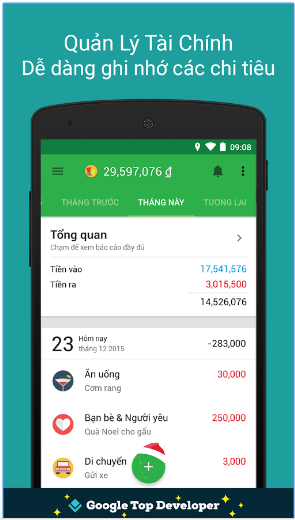 Quản Lý Tài Chính
Dễ dàng ghi nhớ các chi tiêu
09:08
29,597,076 đ
THÁNG TRƯỚC THÁNG NÀY TƯƠNG LAI
Tổng quan
Chạm để xem báo cáo đầy đủ
Tiền vào 17,541,576
Tiền ra 3,015,500
14,526,076
23 Hôm nay -283,000
tháng 12 2015
Ăn uống 30,000
Cơm rang
Bạn bè & Người yêu 250,000
Quà Noel cho gấu
Di chuyển 3,000
Gửi xe
Google Top Developer